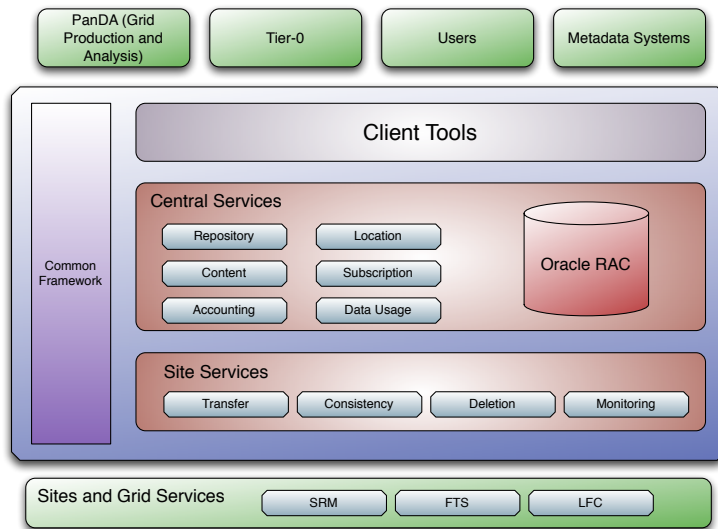 PanDA (Grid
Production and
Analysis)
Tier-0
Users
Metadata Systems
Client Tools
Common
Framework
Central Services
Repository
Location
Content
Subscription
Accounting
Data Usage
Oracle RAC
Site Services
Transfer
Consistency
Deletion
Monitoring
Sites and Grid Services
SRM
FTS
LFC